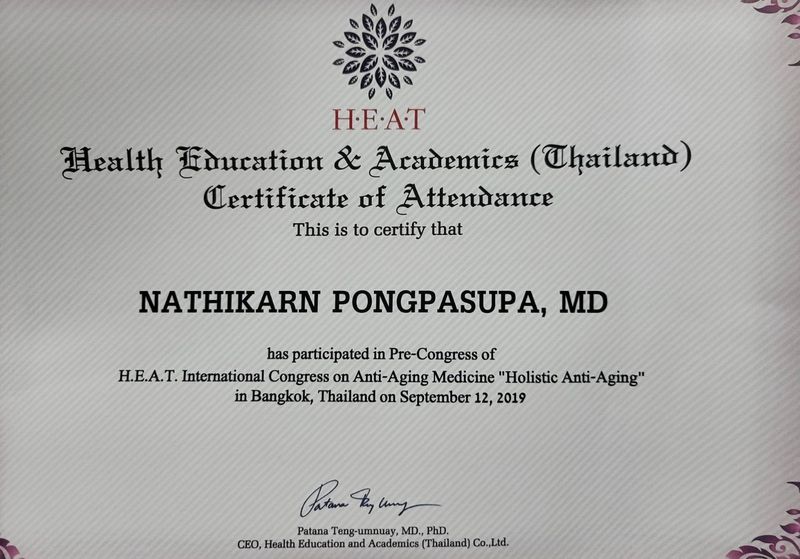 H·E·A·T
Health Education & Academics (Thailand)
Certificate of Attendance
This is to certify that
NATHIKARN PONGPASUPA, MD
has participated in Pre-Congress of
H.E.A.T. International Congress on Anti-Aging Medicine "Holistic Anti-Aging"
in Bangkok, Thailand on September 12, 2019
Patana Teng-umnuay, MD., PhD.
CEO, Health Education and Academics (Thailand) Co.,Ltd.